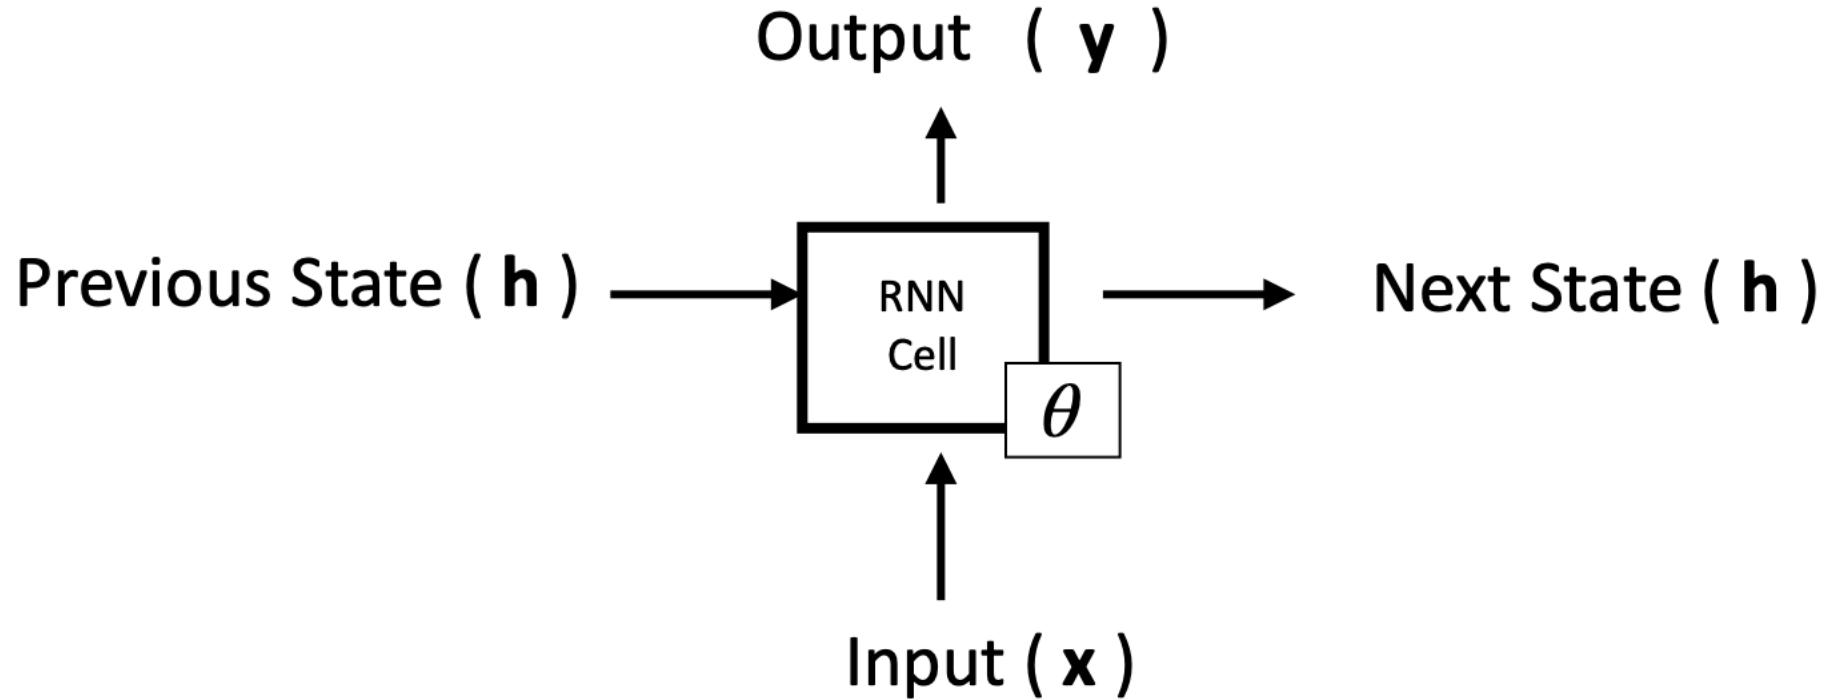 Output ( y )
Previous State ( h )
RNN
Cell
Next State ( h )
θ
Input ( x )